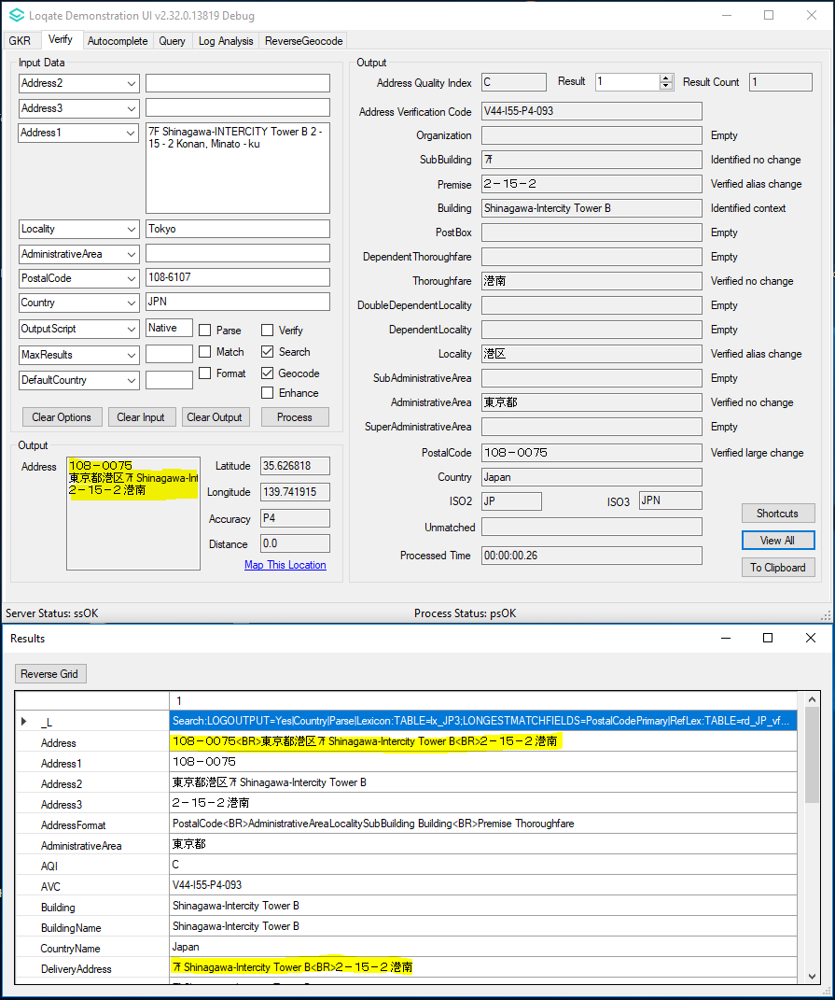 Loqate Demonstration UI v2.32.0.13819 Debug
GKR Verify Autocomplete Query Log Analysis ReverseGeocode
Input Data
Address2
Address3
Address1 7F Shinagawa-INTERCITY Tower B 2 -
15 - 2 Konan, Minato - ku
Locality Tokyo
AdministrativeArea
PostalCode 108-6107
Country JPN
OutputScript Native Parse Verify
MaxResults Match Search
DefaultCountry Format Geocode
Enhance
Clear Options Clear Input Clear Output Process
Output
Address
108－0075
東京都港区7f Shinagawa-Int
2－15－2 港南
Latitude 35.626818
Longitude 139.741915
Accuracy P4
Distance 0.0
Map This Location
Output
Address Quality Index C Result 1 Result Count 1
Address Verification Code V44-I55-P4-093
Organization Empty
SubBuilding 7f Identified no change
Premise 2－15－2 Verified alias change
Building Shinagawa-Intercity Tower B Identified context
PostBox Empty
DependentThoroughfare Empty
Thoroughfare 港南 Verified no change
DoubleDependentLocality Empty
DependentLocality Empty
Locality 港区 Verified alias change
SubAdministrativeArea Empty
AdministrativeArea 東京都 Verified no change
SuperAdministrativeArea Empty
PostalCode 108－0075 Verified large change
Country Japan
ISO2 JP ISO3 JPN
Unmatched
Processed Time 00:00:00.26
Shortcuts
View All
To Clipboard
Server Status: ssOK Process Status: psOK
Results
Reverse Grid
1
_L Search:LOGOUTPUT=Yes|Country|Parse|Lexicon:TABLE=lx_JP3;LONGESTMATCHFIELDS=PostalCodePrimary|RefLex:TABLE=rd_JP_vf...
Address 108－0075<BR>東京都港区7f Shinagawa-Intercity Tower B<BR>2－15－2 港南
Address1 108－0075
Address2 東京都港区7f Shinagawa-Intercity Tower B
Address3 2－15－2 港南
AddressFormat PostalCode<BR>AdministrativeAreaLocalitySubBuilding Building<BR>Premise Thoroughfare
AdministrativeArea 東京都
AQI C
AVC V44-I55-P4-093
Building Shinagawa-Intercity Tower B
BuildingName Shinagawa-Intercity Tower B
CountryName Japan
DeliveryAddress 7f Shinagawa-Intercity Tower B<BR>2－15－2 港南